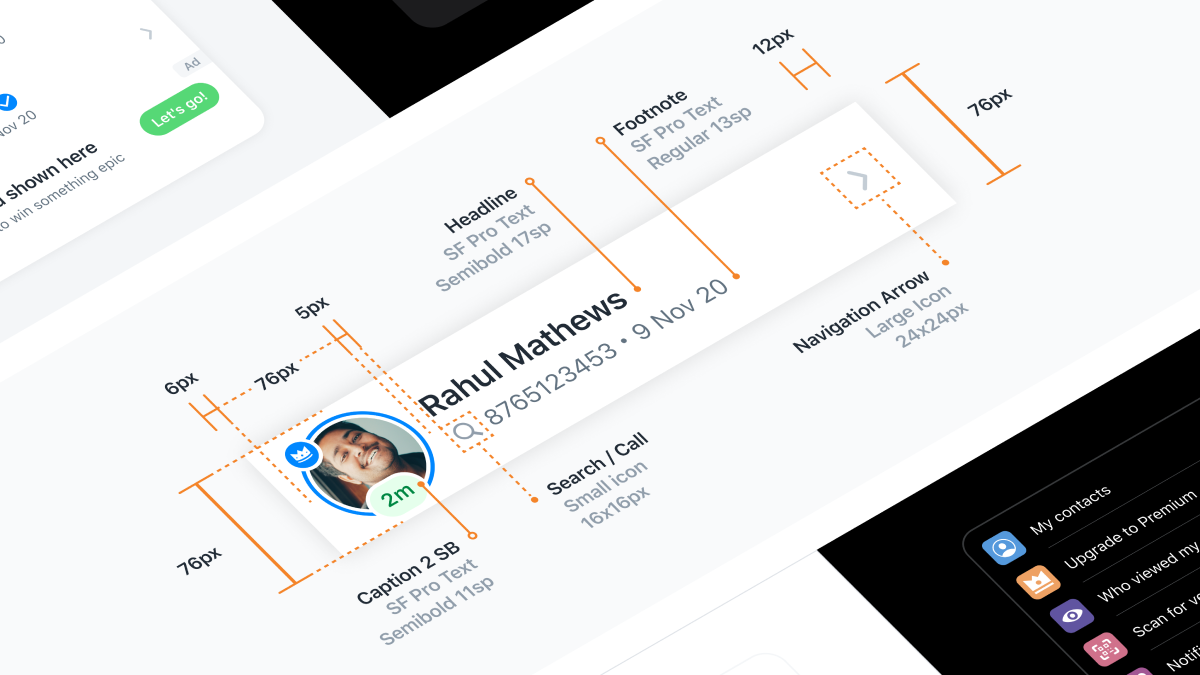 Ad
Let's go!
Nov 20
shown here
to win something epic
12px
76px
Footnote
SF Pro Text
Regular 13sp
Headline
SF Pro Text
Semibold 17sp
5px
76px
6px
Rahul Mathews
8765123453 • 9 Nov 20
2m
76px
Navigation Arrow
Large Icon
24x24px
Search / Call
Small icon
16x16px
Caption 2 SB
SF Pro Text
Semibold 11sp
My contacts
Upgrade to Premium
Who viewed my
Scan for